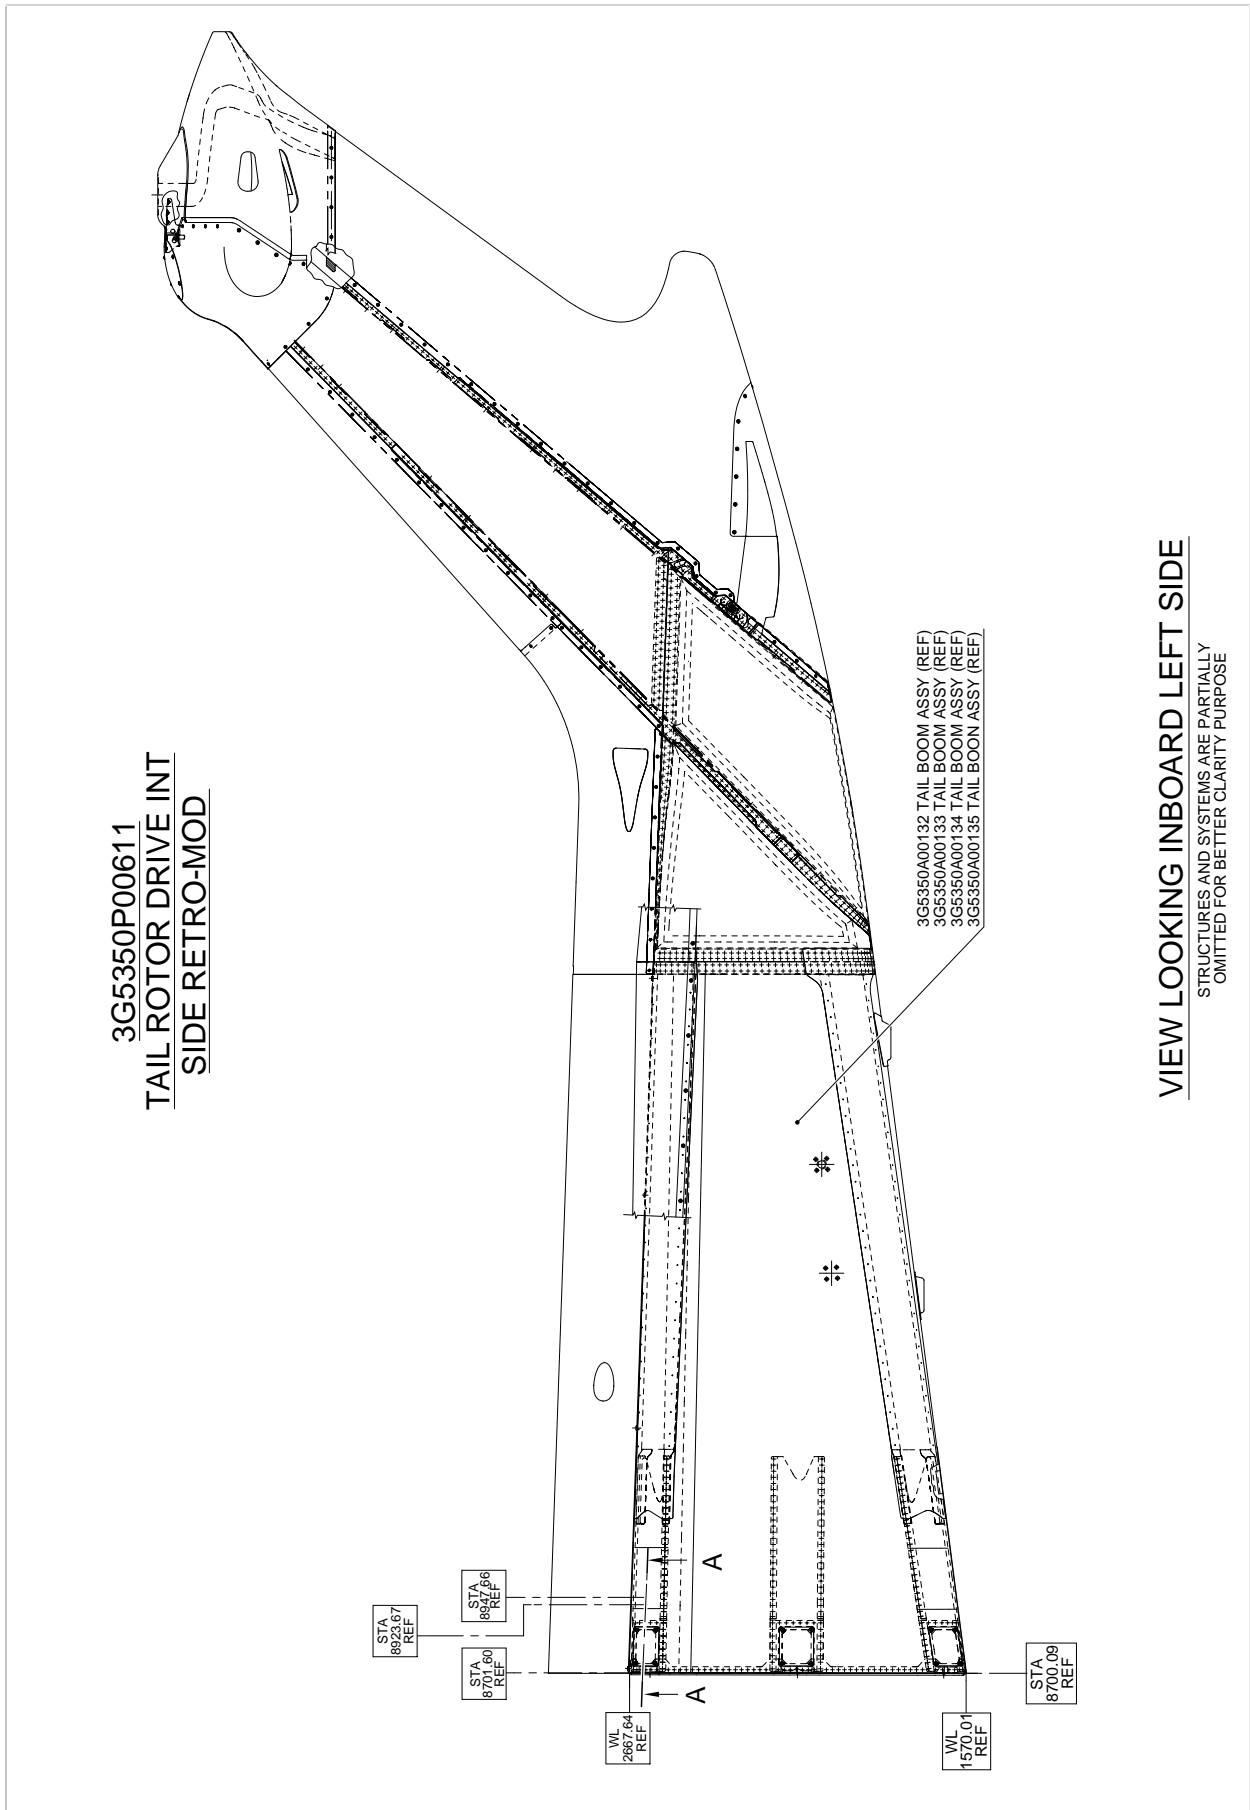 3G5350P00611
TAIL ROTOR DRIVE INT
SIDE RETRO-MOD
STA
8923.67
REF
STA
8947.66
REF
STA
8701.60
REF
WL
2667.64
REF
A
A
3G5350A00132 TAIL BOOM ASSY (REF)
3G5350A00133 TAIL BOOM ASSY (REF)
3G5350A00134 TAIL BOOM ASSY (REF)
3G5350A00135 TAIL BOON ASSY (REF)
STA
8700.09
REF
WL
1570.01
REF
VIEW LOOKING INBOARD LEFT SIDE
STRUCTURES AND SYSTEMS ARE PARTIALLY
OMITTED FOR BETTER CLARITY PURPOSE